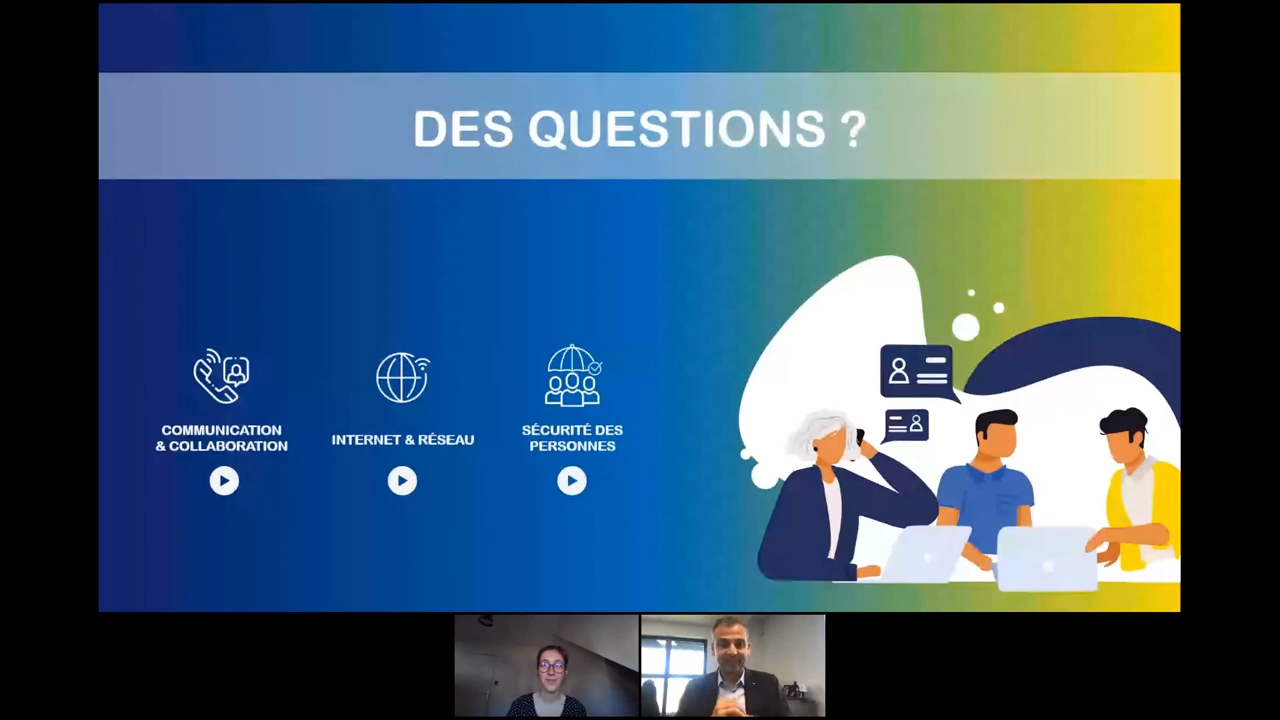 DES QUESTIONS ?
COMMUNICATION
& COLLABORATION
INTERNET & RÉSEAU
SÉCURITÉ DES
PERSONNES